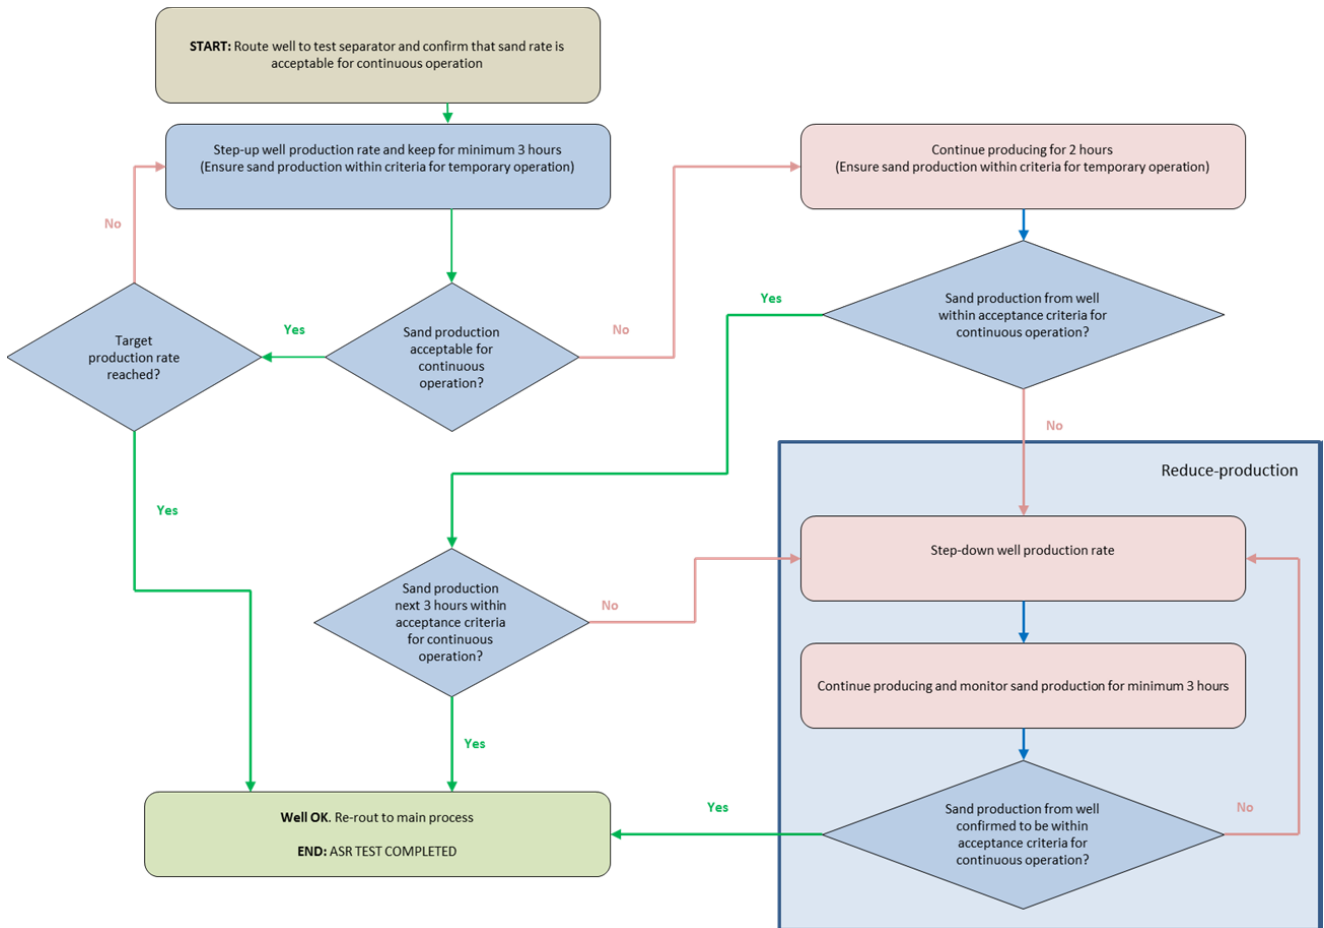 START: Route well to test separator and confirm that sand rate is
acceptable for continuous operation
Step-up well production rate and keep for minimum 3 hours
(Ensure sand production within criteria for temporary operation)
Continue producing for 2 hours
(Ensure sand production within criteria for temporary operation)
No
Target
production rate
reached?
Yes
Sand production
acceptable for
continuous
operation?
No
Yes
Sand production from well
within acceptance criteria for
continuous operation?
No
Reduce-production
Yes
Step-down well production rate
Sand production
next 3 hours within
acceptance criteria
for continuous
operation?
No
Continue producing and monitor sand production for minimum 3 hours
Yes
Well OK. Re-rout to main process
END: ASR TEST COMPLETED
Yes
Sand production from well
confirmed to be within
acceptance criteria for
continuous operation?
No